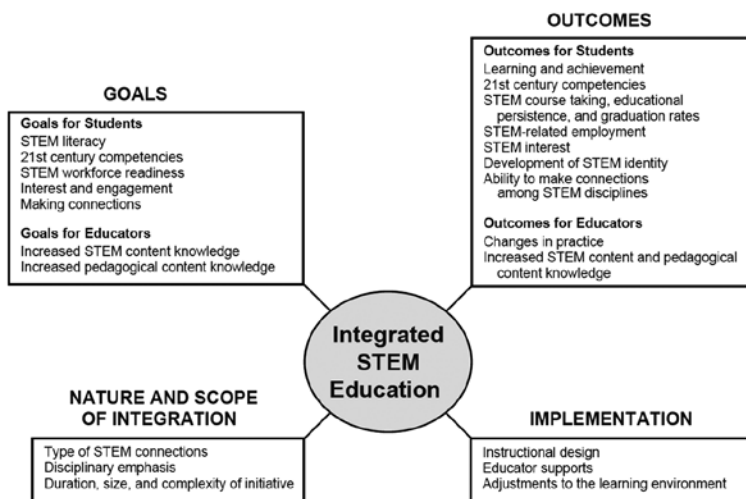 GOALS
Goals for Students
STEM literacy
21st century competencies
STEM workforce readiness
Interest and engagement
Making connections
Goals for Educators
Increased STEM content knowledge
Increased pedagogical content knowledge
OUTCOMES
Outcomes for Students
Learning and achievement
21st century competencies
STEM course taking, educational
persistence, and graduation rates
STEM-related employment
STEM interest
Development of STEM identity
Ability to make connections
among STEM disciplines
Outcomes for Educators
Changes in practice
Increased STEM content and pedagogical
content knowledge
Integrated
STEM
Education
NATURE AND SCOPE
OF INTEGRATION
Type of STEM connections
Disciplinary emphasis
Duration, size, and complexity of initiative
IMPLEMENTATION
Instructional design
Educator supports
Adjustments to the learning environment